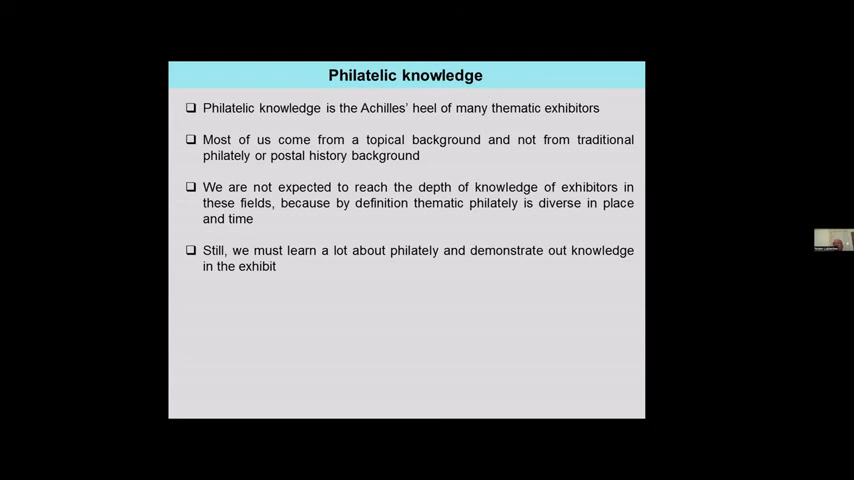 Philatelic knowledge
Philatelic knowledge is the Achilles' heel of many thematic exhibitors
Most of us come from a topical background and not from traditional
philately or postal history background
We are not expected to reach the depth of knowledge of exhibitors in
these fields, because by definition thematic philately is diverse in place
and time
Still, we must learn a lot about philately and demonstrate out knowledge
in the exhibit